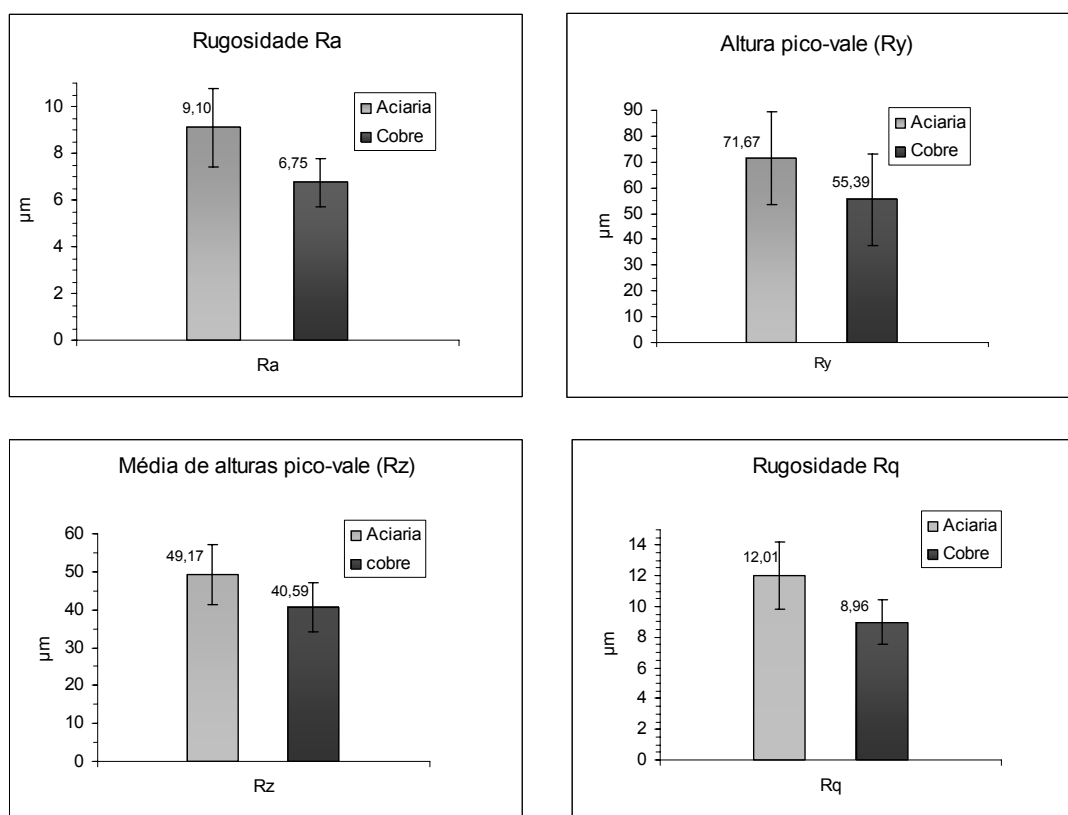 Rugosidade Ra
10
8
6
4
2
0
µm
9,10
6,75
Aciaria
Cobre
Ra
Altura pico-vale (Ry)
90
80
70
60
50
40
30
20
10
0
µm
71,67
55,39
Aciaria
Cobre
Ry
Média de alturas pico-vale (Rz)
60
50
40
30
20
10
0
µm
49,17
40,59
Aciaria
cobre
Rz
Rugosidade Rq
14
12
10
8
6
4
2
0
µm
12,01
8,96
Aciaria
Cobre
Rq